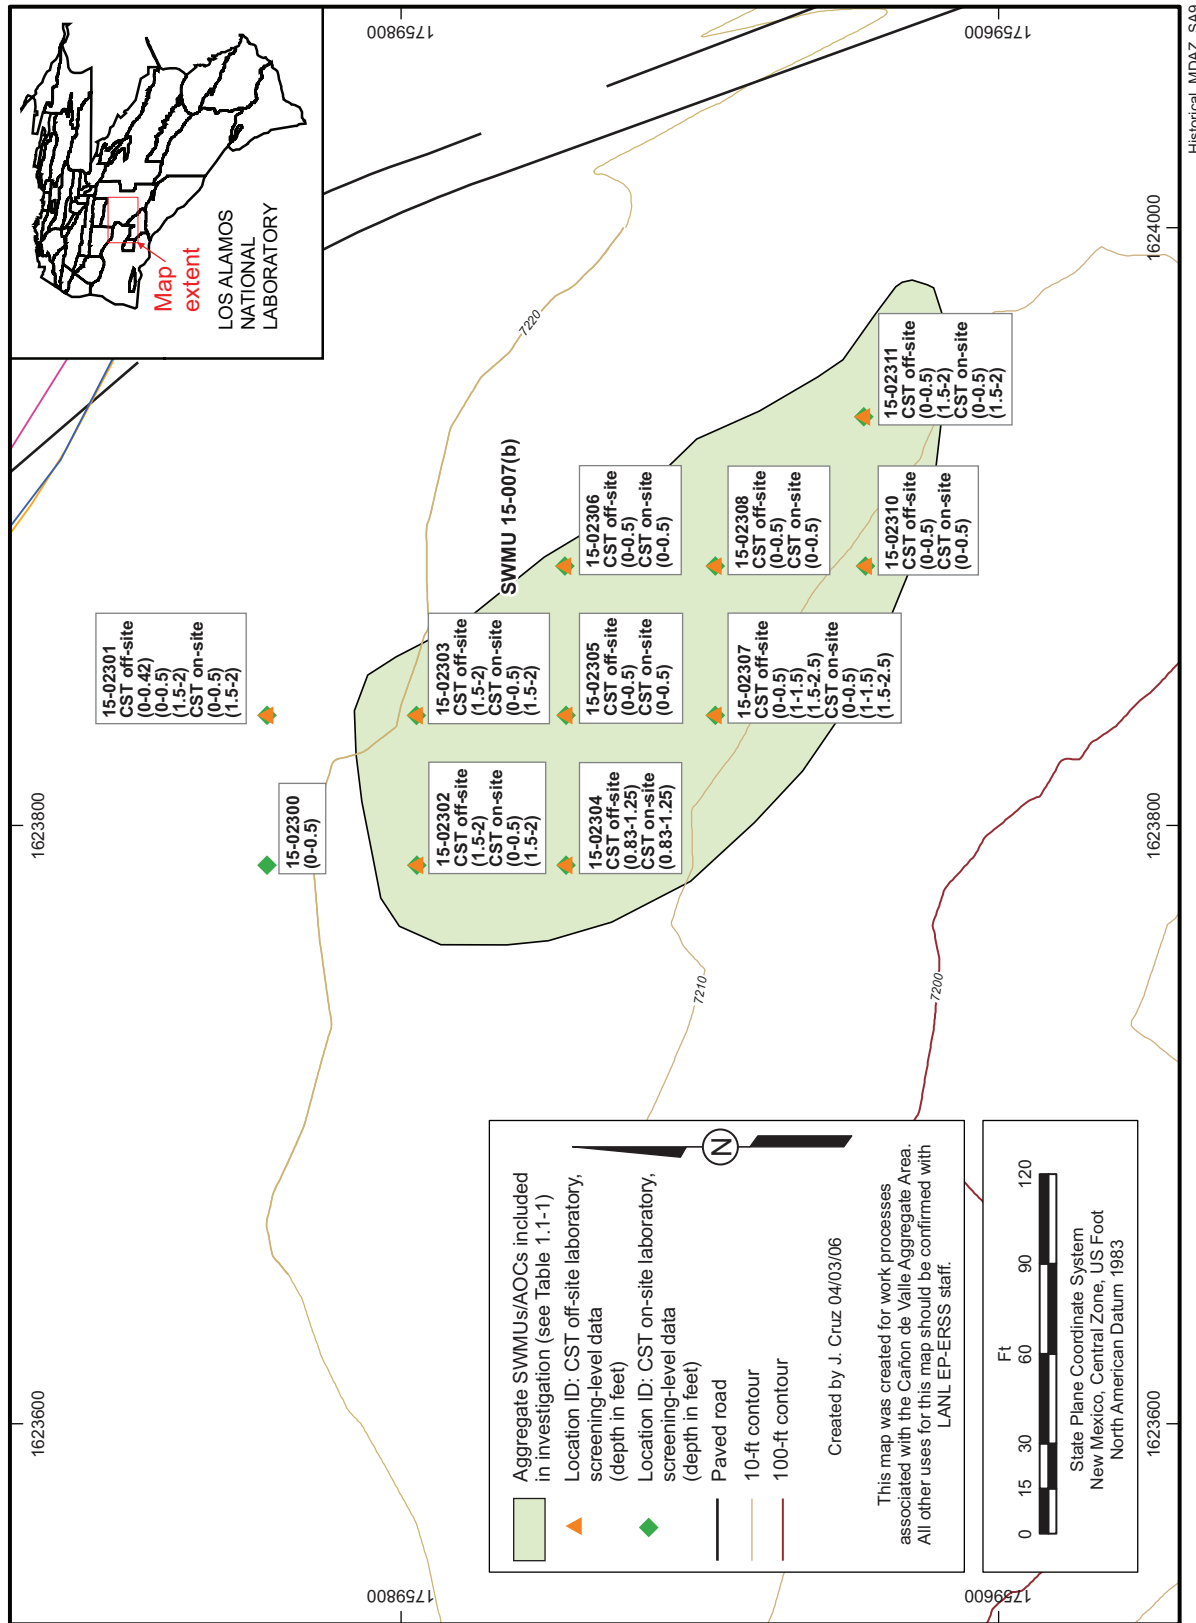 1623600
1623800
1759800
1759800
1759600
1759600
1623600
1623800
1624000
Map
extent
LOS ALAMOS
NATIONAL
LABORATORY
15-02301
CST off-site
(0-0.42)
(0-0.5)
(1.5-2)
CST on-site
(0-0.5)
(1.5-2)
15-02300
(0-0.5)
7220
SWMU 15-007(b)
15-02302
CST off-site
(1.5-2)
CST on-site
(0-0.5)
(1.5-2)
15-02303
CST off-site
(1.5-2)
CST on-site
(0-0.5)
(1.5-2)
15-02304
CST off-site
(0.83-1.25)
CST on-site
(0.83-1.25)
15-02305
CST off-site
(0-0.5)
CST on-site
(0-0.5)
15-02306
CST off-site
(0-0.5)
CST on-site
(0-0.5)
15-02307
CST off-site
(0-0.5)
(1-1.5)
(1.5-2.5)
CST on-site
(0-0.5)
(1-1.5)
(1.5-2.5)
15-02308
CST off-site
(0-0.5)
CST on-site
(0-0.5)
15-02310
CST off-site
(0-0.5)
CST on-site
(0-0.5)
15-02311
CST off-site
(0-0.5)
(1.5-2)
CST on-site
(0-0.5)
(1.5-2)
7210
7200
Aggregate SWMUs/AOCs included
in investigation (see Table 1.1-1)
Location ID: CST off-site laboratory,
screening-level data
(depth in feet)
Location ID: CST on-site laboratory,
screening-level data
(depth in feet)
Paved road
10-ft contour
100-ft contour
N
Created by J. Cruz 04/03/06
This map was created for work processes
associated with the Cañon de Valle Aggregate Area.
All other uses for this map should be confirmed with
LANL EP-ERSS staff.
Ft
0 15 30 60 90 120
State Plane Coordinate System
New Mexico, Central Zone, US Foot
North American Datum 1983
Historical_MDAZ_SA9